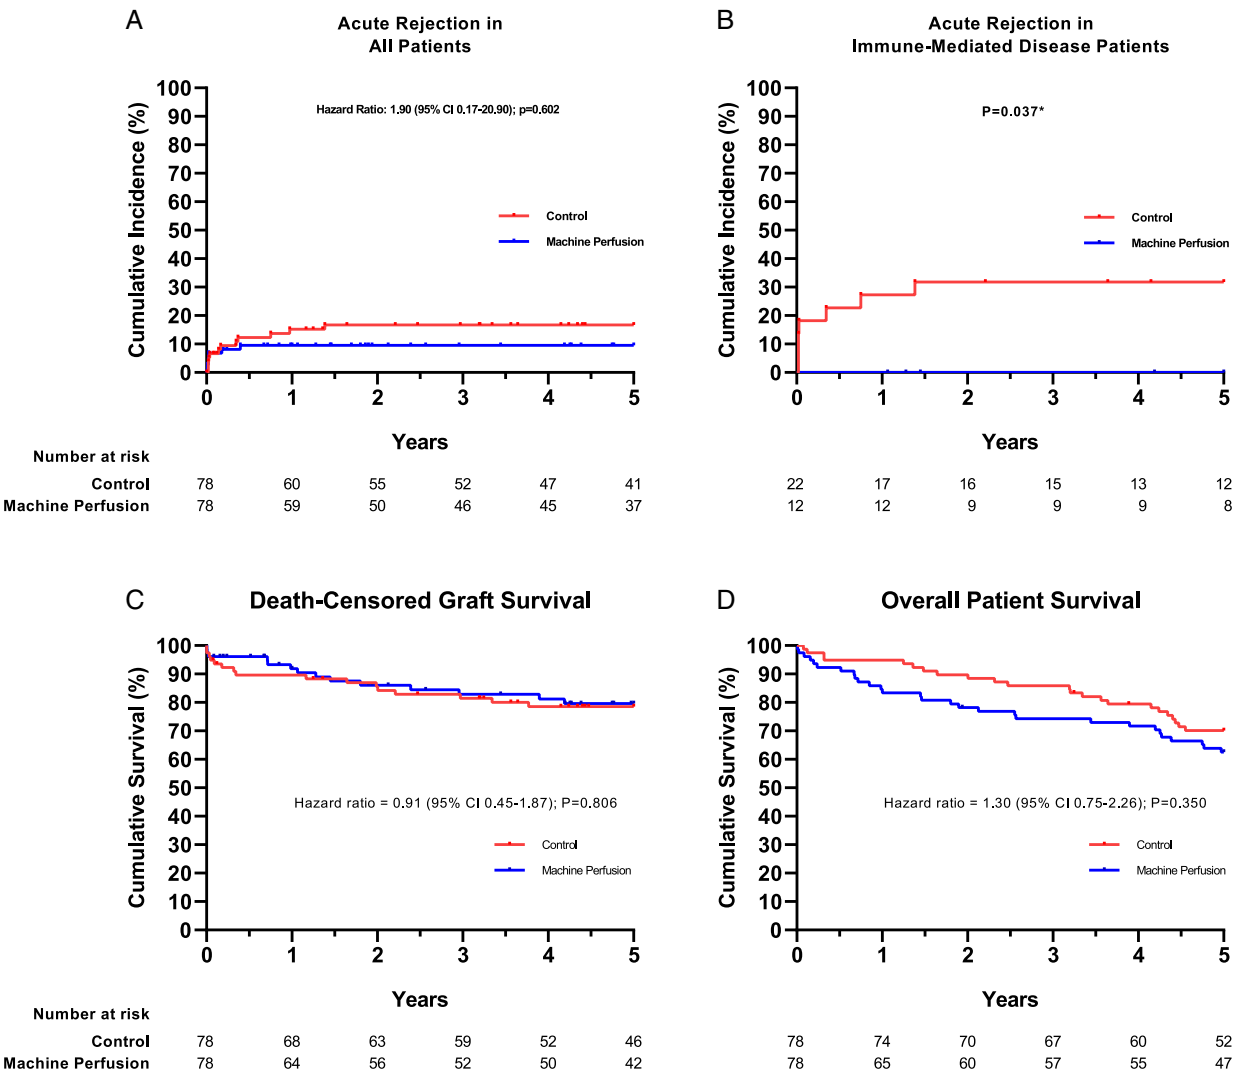 A
Acute Rejection in
All Patients
Hazard Ratio: 1.90 (95% CI 0.17-20.90); p=0.602
Cumulative Incidence (%)
100
90
80
70
60
50
40
30
20
10
0
Control
Machine Perfusion
0 1 2 3 4 5
Years
Number at risk
Control 78 60 55 52 47 41
Machine Perfusion 78 59 50 46 45 37
B
Acute Rejection in
Immune-Mediated Disease Patients
P=0.037*
Cumulative Incidence (%)
100
90
80
70
60
50
40
30
20
10
0
Control
Machine Perfusion
0 1 2 3 4 5
Years
22 17 16 15 13 12
12 12 9 9 9 8
C
Death-Censored Graft Survival
Cumulative Survival (%)
100
90
80
70
60
50
40
30
20
10
0
Hazard ratio = 0.91 (95% CI 0.45-1.87); P=0.806
Control
Machine Perfusion
0 1 2 3 4 5
Years
Number at risk
Control 78 68 63 59 52 46
Machine Perfusion 78 64 56 52 50 42
D
Overall Patient Survival
Cumulative Survival (%)
100
90
80
70
60
50
40
30
20
10
0
Hazard ratio = 1.30 (95% CI 0.75-2.26); P=0.350
Control
Machine Perfusion
0 1 2 3 4 5
Years
78 74 70 67 60 52
78 65 60 57 55 47